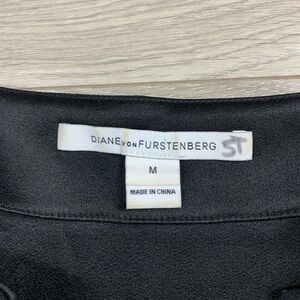 DIANE VON FURSTENBERG ST
M
MADE IN CHINA